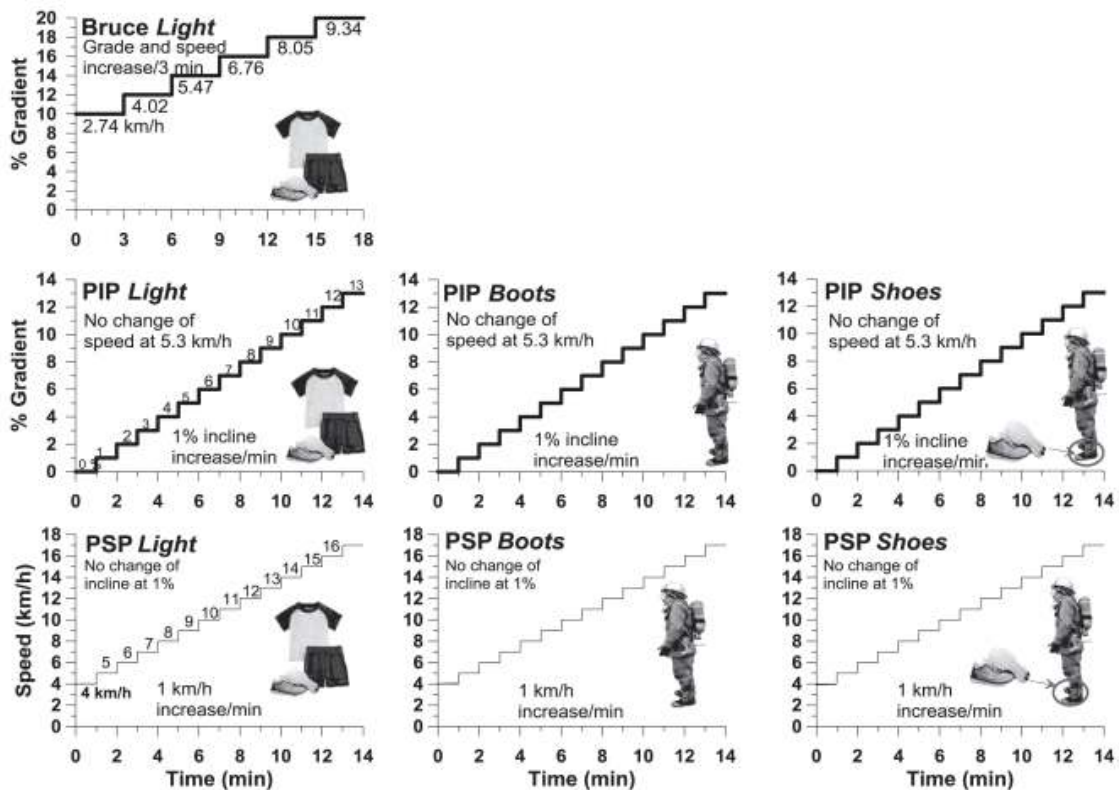 Bruce Light
Grade and speed
increase/3 min
2.74 km/h
4.02
5.47
6.76
8.05
9.34
% Gradient
20
18
16
14
12
10
8
6
4
2
0
0 3 6 9 12 15 18
PIP Light
No change of
speed at 5.3 km/h
0 %
1
2
3
4
5
6
7
8
9
10
11
12
13
1% incline
increase/min
% Gradient
14
12
10
8
6
4
2
0
0 2 4 6 8 10 12 14
PIP Boots
No change of
speed at 5.3 km/h
1% incline
increase/min
14
12
10
8
6
4
2
0
0 2 4 6 8 10 12 14
PIP Shoes
No change of
speed at 5.3 km/h
1% incline
increase/min
14
12
10
8
6
4
2
0
0 2 4 6 8 10 12 14
PSP Light
No change of
incline at 1%
4 km/h
5
6
7
8
9
10
11
12
13
14
15
16
1 km/h
increase/min
Speed (km/h)
18
16
14
12
10
8
6
4
2
0
0 2 4 6 8 10 12 14
Time (min)
PSP Boots
No change of
incline at 1%
1 km/h
increase/min
18
16
14
12
10
8
6
4
2
0
0 2 4 6 8 10 12 14
Time (min)
PSP Shoes
No change of
incline at 1%
1 km/h
increase/min
18
16
14
12
10
8
6
4
2
0
0 2 4 6 8 10 12 14
Time (min)